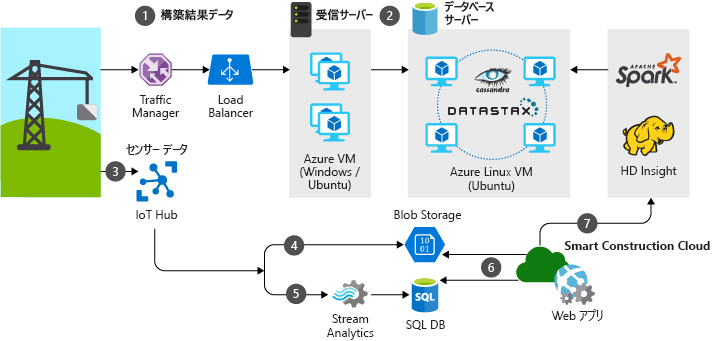 1 構築結果データ
受信サーバー
2 データベース
サーバー
Traffic
Manager
Load
Balancer
Azure VM
(Windows /
Ubuntu)
cassandra
DATASTAX
Azure Linux VM
(Ubuntu)
APACHE
Spark
TM
HD Insight
センサー データ
3
IoT Hub
4
Blob Storage
10
01
7
Smart Construction Cloud
6
5
Stream
Analytics
SQL
SQL DB
Web アプリ